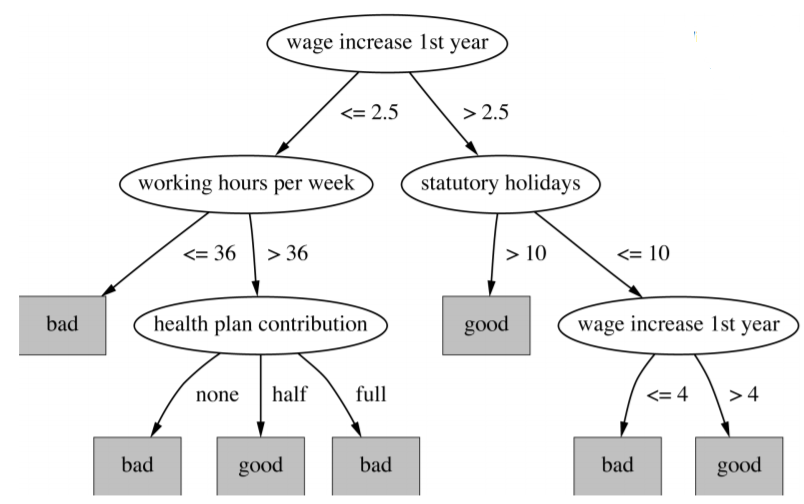 wage increase 1st year
<= 2.5
> 2.5
working hours per week
statutory holidays
<= 36
> 36
> 10
<= 10
bad
health plan contribution
good
wage increase 1st year
none
half
full
<= 4
> 4
bad
good
bad
bad
good